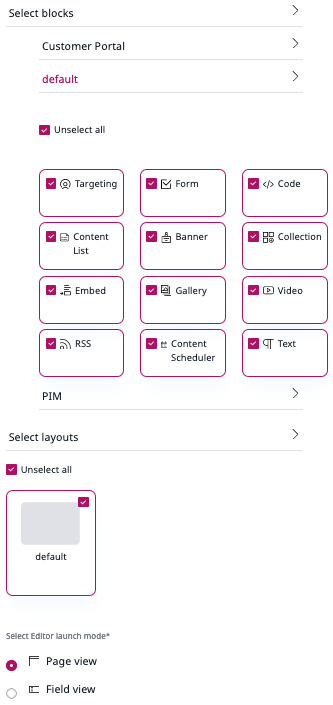 Select blocks
Customer Portal
default
Unselect all
Targeting
Form
Code
Content
List
Banner
Collection
Embed
Gallery
Video
RSS
Content
Scheduler
Text
PIM
Select layouts
Unselect all
default
Select Editor launch mode*
Page view
Field view